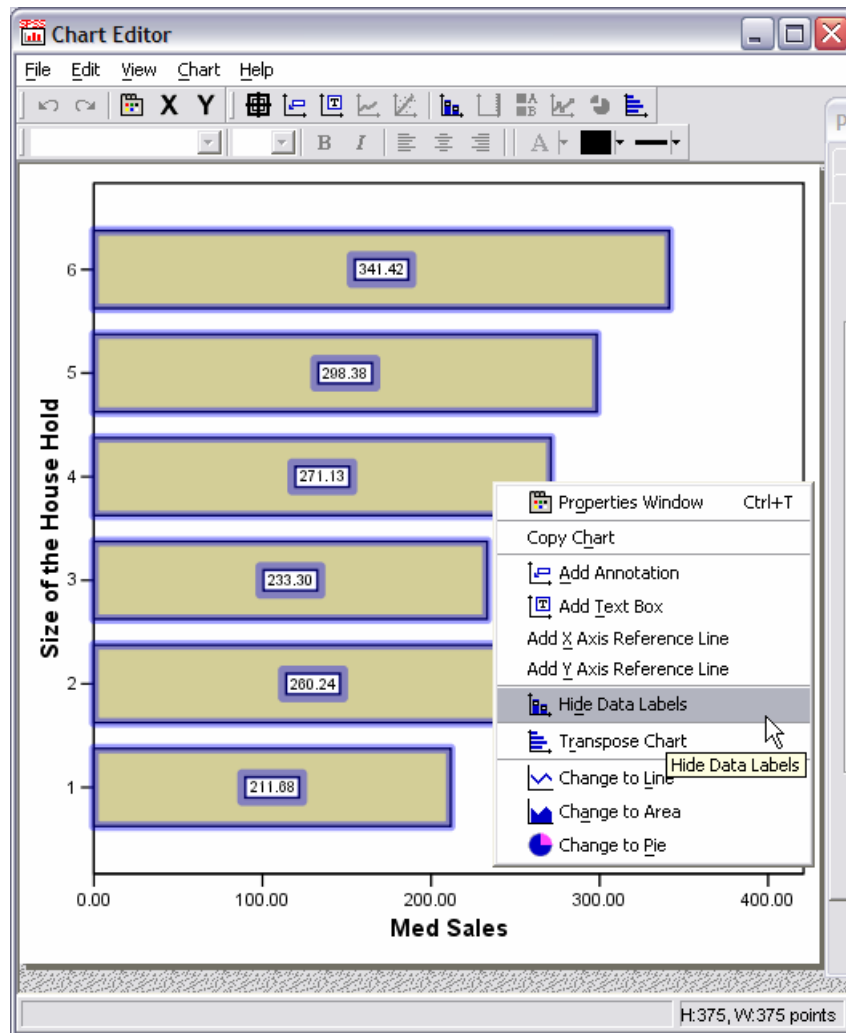 SPSS
Chart Editor
File Edit View Chart Help
X Y
B I A
6
341.42
5
298.38
4
271.13
3
233.30
2
260.24
1
211.68
Size of the House Hold
0.00 100.00 200.00 300.00 400.00
Med Sales
Properties Window Ctrl+T
Copy Chart
Add Annotation
Add Text Box
Add X Axis Reference Line
Add Y Axis Reference Line
Hide Data Labels
Transpose Chart
Hide Data Labels
Change to Line
Change to Area
Change to Pie
H:375, W:375 points
P